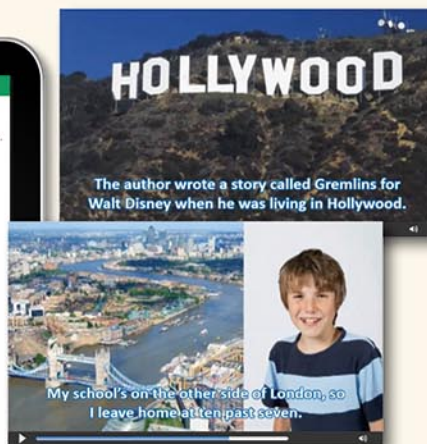 HOLLYWOOD
The author wrote a story called Gremlins for
Walt Disney when he was living in Hollywood.
My school's on the other side of London, so
I leave home at ten past seven.